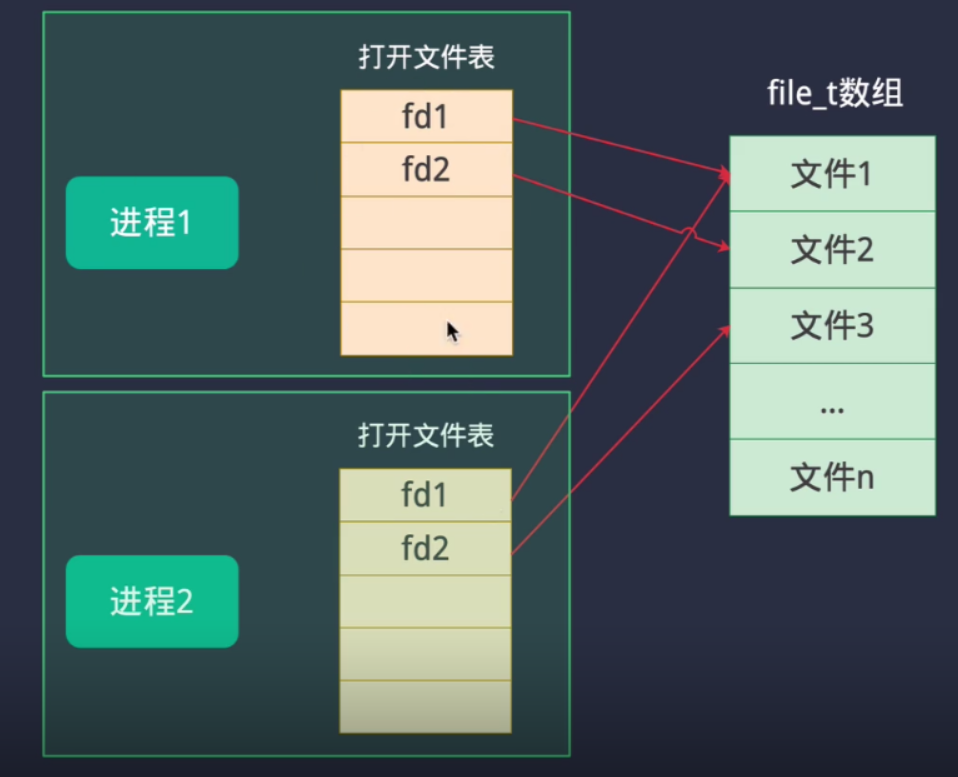 打开文件表
fd1
fd2
进程1
file_t数组
文件1
文件2
文件3
...
文件n
打开文件表
fd1
fd2
进程2